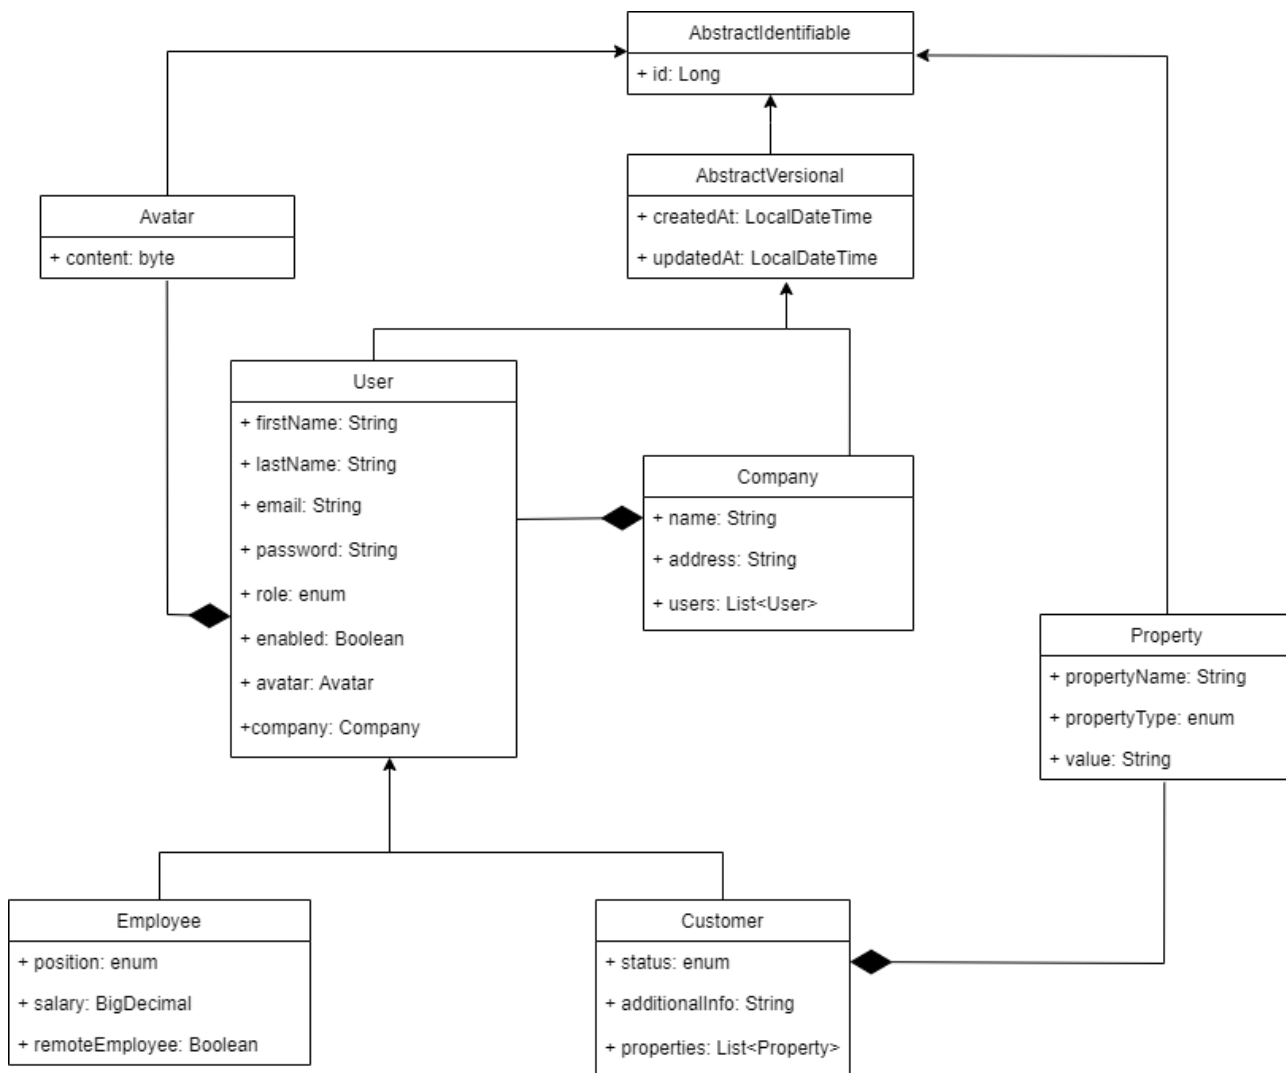 AbstractIdentifiable
+ id: Long
AbstractVersional
+ createdAt: LocalDateTime
+ updatedAt: LocalDateTime
Avatar
+ content: byte
User
+ firstName: String
+ lastName: String
+ email: String
+ password: String
+ role: enum
+ enabled: Boolean
+ avatar: Avatar
+company: Company
Company
+ name: String
+ address: String
+ users: List<User>
Property
+ propertyName: String
+ propertyType: enum
+ value: String
Employee
+ position: enum
+ salary: BigDecimal
+ remoteEmployee: Boolean
Customer
+ status: enum
+ additionalInfo: String
+ properties: List<Property>